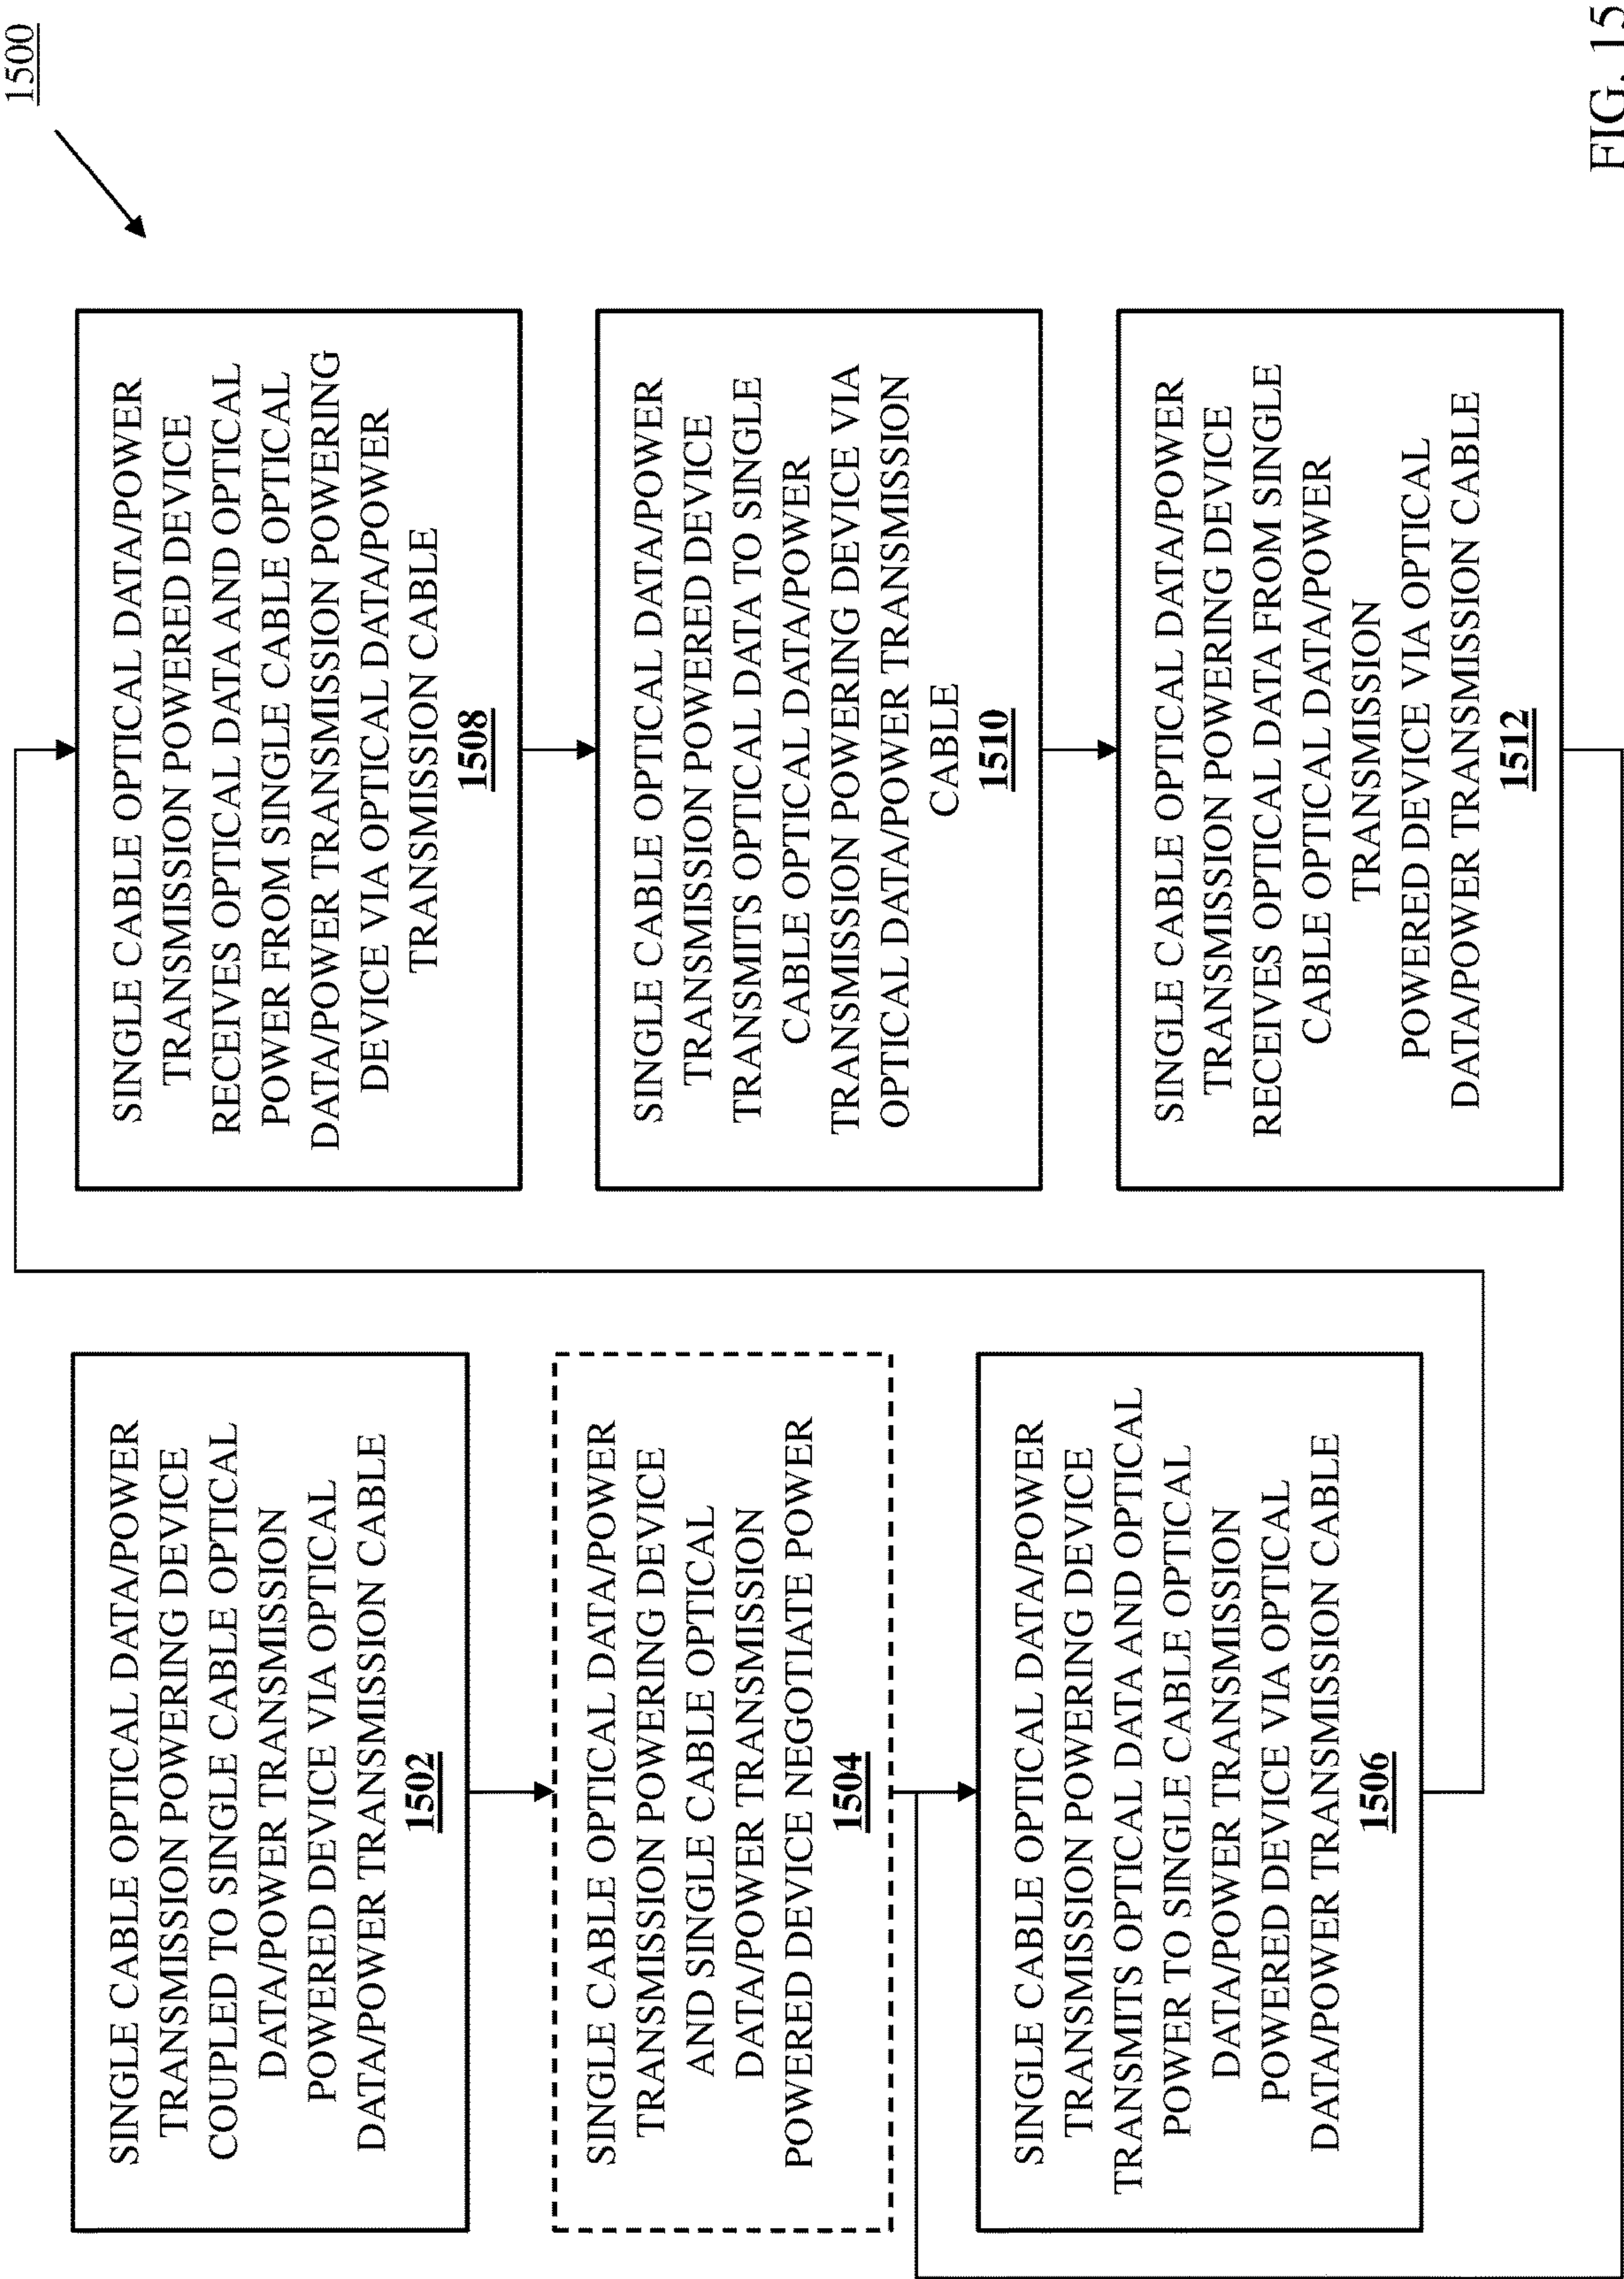 1500
SINGLE CABLE OPTICAL DATA/POWER
TRANSMISSION POWERING DEVICE
COUPLED TO SINGLE CABLE OPTICAL
DATA/POWER TRANSMISSION
POWERED DEVICE VIA OPTICAL
DATA/POWER TRANSMISSION CABLE
1502
SINGLE CABLE OPTICAL DATA/POWER
TRANSMISSION POWERING DEVICE
AND SINGLE CABLE OPTICAL
DATA/POWER TRANSMISSION
POWERED DEVICE NEGOTIATE POWER
1504
SINGLE CABLE OPTICAL DATA/POWER
TRANSMISSION POWERING DEVICE
TRANSMITS OPTICAL DATA AND OPTICAL
POWER TO SINGLE CABLE OPTICAL
DATA/POWER TRANSMISSION
POWERED DEVICE VIA OPTICAL
DATA/POWER TRANSMISSION CABLE
1506
SINGLE CABLE OPTICAL DATA/POWER
TRANSMISSION POWERED DEVICE
RECEIVES OPTICAL DATA AND OPTICAL
POWER FROM SINGLE CABLE OPTICAL
DATA/POWER TRANSMISSION POWERING
DEVICE VIA OPTICAL DATA/POWER
TRANSMISSION CABLE
1508
SINGLE CABLE OPTICAL DATA/POWER
TRANSMISSION POWERED DEVICE
TRANSMITS OPTICAL DATA TO SINGLE
CABLE OPTICAL DATA/POWER
TRANSMISSION POWERING DEVICE VIA
OPTICAL DATA/POWER TRANSMISSION
CABLE
1510
SINGLE CABLE OPTICAL DATA/POWER
TRANSMISSION POWERING DEVICE
RECEIVES OPTICAL DATA FROM SINGLE
CABLE OPTICAL DATA/POWER
TRANSMISSION
POWERED DEVICE VIA OPTICAL
DATA/POWER TRANSMISSION CABLE
1512
FIG. 15